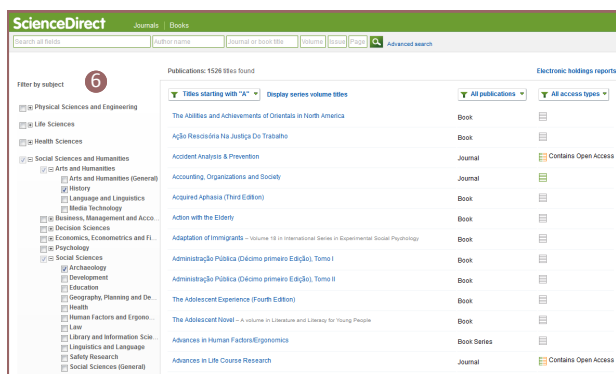 ScienceDirect Journals | Books
Search all fields Author name Journal or book title Volume Issue Page Advanced search
Publications: 1526 titles found Electronic holdings reports
Filter by subject 6
Titles starting with "A" Display series volume titles All publications All access types
Physical Sciences and Engineering
Life Sciences
Health Sciences
Social Sciences and Humanities
Arts and Humanities
Arts and Humanities (General)
History
Language and Linguistics
Media Technology
Business, Management and Acco...
Decision Sciences
Economics, Econometrics and Fi...
Psychology
Social Sciences
Archaeology
Development
Education
Geography, Planning and De...
Health
Human Factors and Ergono...
Law
Library and Information Scie...
Linguistics and Language
Safety Research
Social Sciences (General)
The Abilities and Achievements of Orientals in North America Book
Ação Rescisória Na Justiça Do Trabalho Book
Accident Analysis & Prevention Journal Contains Open Access
Accounting, Organizations and Society Journal
Acquired Aphasia (Third Edition) Book
Action with the Elderly Book
Adaptation of Immigrants – Volume 18 in International Series in Experimental Social Psychology Book
Administração Pública (Décimo primeiro Edição), Tomo I Book
Administração Pública (Décimo primeiro Edição), Tomo II Book
The Adolescent Experience (Fourth Edition) Book
The Adolescent Novel – A volume in Literature and Literacy for Young People Book
Advances in Human Factors/Ergonomics Book Series
Advances in Life Course Research Journal Contains Open Access